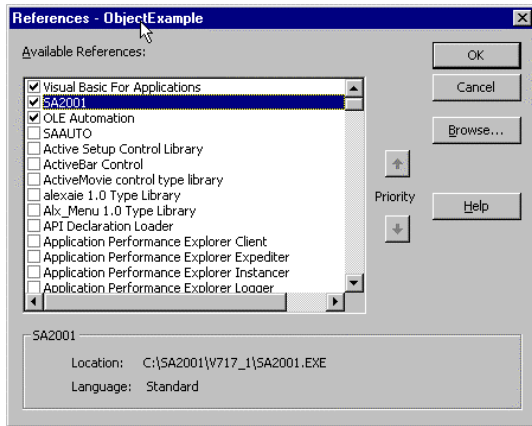 References - ObjectExample
Available References:
Visual Basic For Applications
SA2001
OLE Automation
SAAUTO
Active Setup Control Library
ActiveBar Control
ActiveMovie control type library
alexaie 1.0 Type Library
Alx_Menu 1.0 Type Library
API Declaration Loader
Application Performance Explorer Client
Application Performance Explorer Expediter
Application Performance Explorer Instancer
Application Performance Explorer Logger
OK
Cancel
Browse...
Priority
Help
SA2001
Location: C:\SA2001\V717_1\SA2001.EXE
Language: Standard